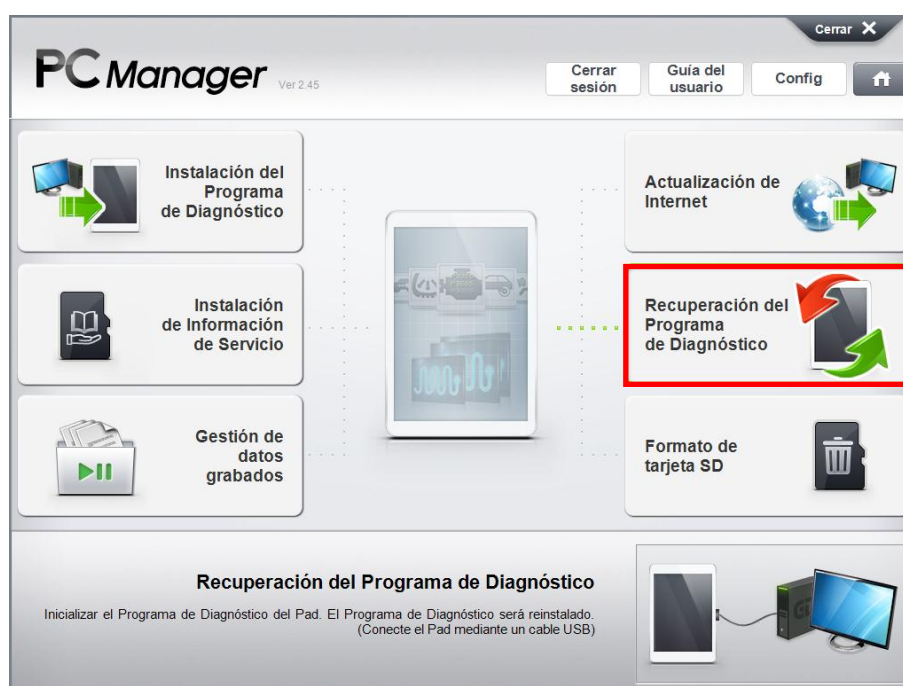 Cerrar X
PC Manager Ver 2.45
Cerrar
sesión
Guía del
usuario
Config
Instalación del
Programa
de Diagnóstico
Actualización de
Internet
Instalación
de Información
de Servicio
Recuperación del
Programa
de Diagnóstico
Gestión de
datos
grabados
Formato de
tarjeta SD
Recuperación del Programa de Diagnóstico
Inicializar el Programa de Diagnóstico del Pad. El Programa de Diagnóstico será reinstalado.
(Conecte el Pad mediante un cable USB)